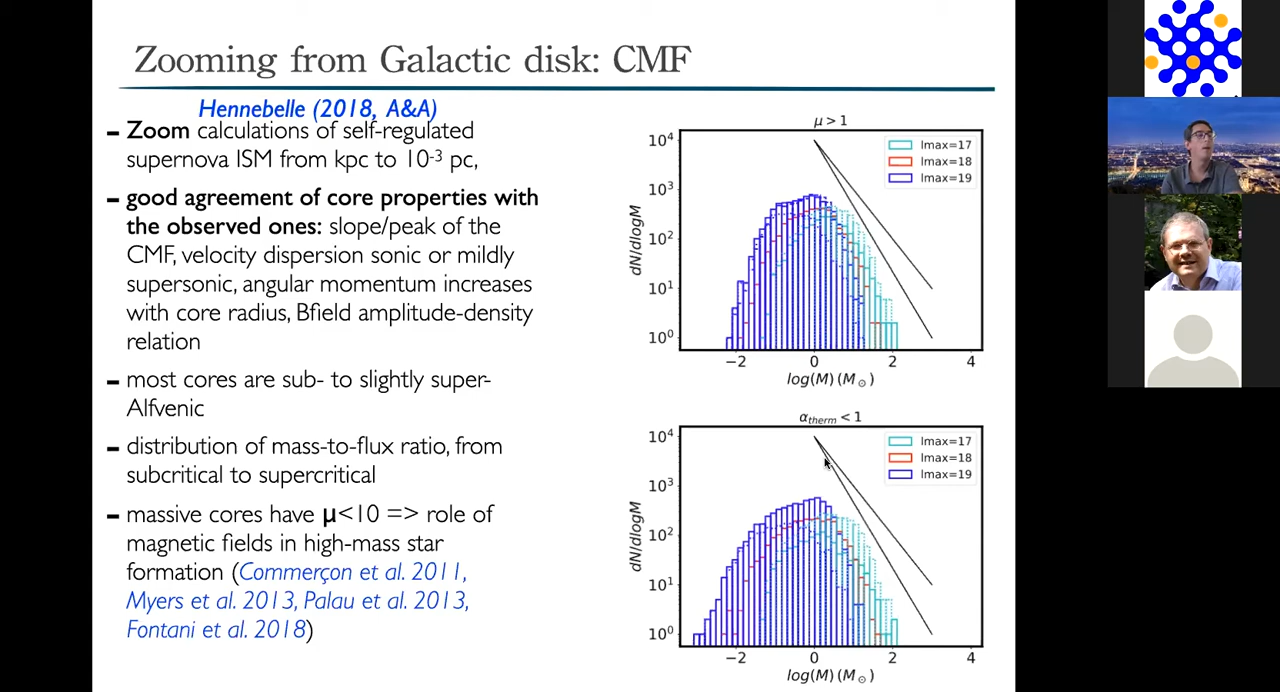 Zooming from Galactic disk: CMF
Hennebelle (2018, A&A)
– Zoom calculations of self-regulated
supernova ISM from kpc to 10-3 pc,
– good agreement of core properties with
the observed ones: slope/peak of the
CMF, velocity dispersion sonic or mildly
supersonic, angular momentum increases
with core radius, Bfield amplitude-density
relation
– most cores are sub- to slightly super-
Alfvenic
– distribution of mass-to-flux ratio, from
subcritical to supercritical
– massive cores have μ<10 => role of
magnetic fields in high-mass star
formation (Commerçon et al. 2011,
Myers et al. 2013, Palau et al. 2013,
Fontani et al. 2018)
μ > 1
10⁴
10³
10²
10¹
10⁰
dN/dlogM
lmax=17
lmax=18
lmax=19
−2 0 2 4
log(M) (M⊙)
αtherm < 1
10⁴
10³
10²
10¹
10⁰
dN/dlogM
lmax=17
lmax=18
lmax=19
−2 0 2 4
log(M) (M⊙)